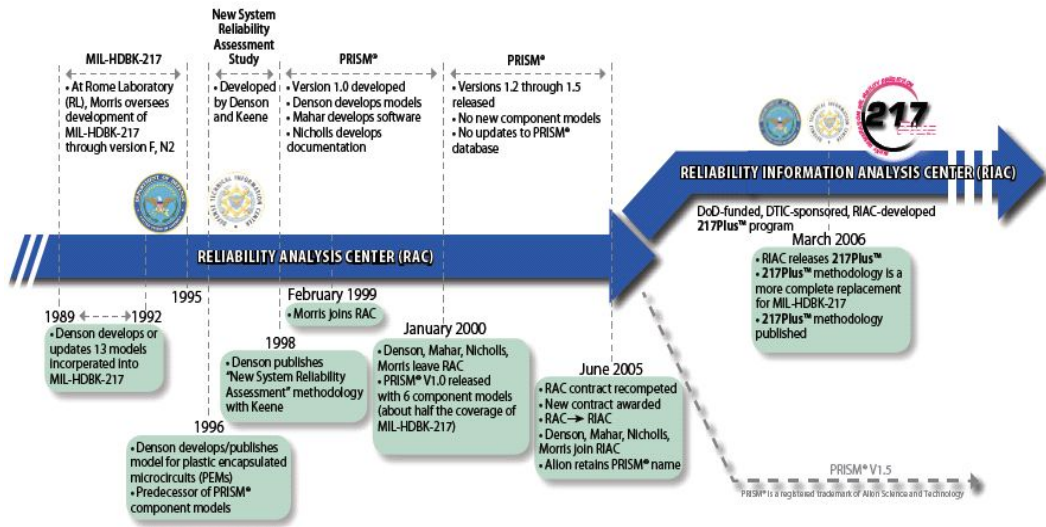 New System
Reliability
Assessment
Study
MIL-HDBK-217
PRISM®
PRISM®
• At Rome Laboratory
(RL), Morris oversees
development of
MIL-HDBK-217
through version F, N2
• Developed
by Denson
and Keene
• Version 1.0 developed
• Denson develops models
• Mahar develops software
• Nicholls develops
documentation
• Versions 1.2 through 1.5
released
• No new component models
• No updates to PRISM®
database
DEPARTMENT OF DEFENSE
DEFENSE TECHNICAL INFORMATION CENTER
217
PLUS
RELIABILITY INFORMATION ANALYSIS CENTER (RIAC)
DoD-funded, DTIC-sponsored, RIAC-developed
217Plus™ program
RELIABILITY ANALYSIS CENTER (RAC)
March 2006
• RIAC releases 217Plus™
• 217Plus™ methodology is a
more complete replacement
for MIL-HDBK-217
• 217Plus™ methodology
published
1989
1992
• Denson develops or
updates 13 models
incorperated into
MIL-HDBK-217
1995
1996
• Denson develops/publishes
model for plastic encapsulated
microcircuits (PEMs)
• Predecessor of PRISM®
component models
1998
• Denson publishes
"New System Reliability
Assessment" methodology
with Keene
February 1999
• Morris joins RAC
January 2000
• Denson, Mahar, Nicholls,
Morris leave RAC
• PRISM® V1.0 released
with 6 component models
(about half the coverage of
MIL-HDBK-217)
June 2005
• RAC contract recompeted
• New contract awarded
• RAC→ RIAC
• Denson, Mahar, Nicholls,
Morris join RIAC
• Alion retains PRISM® name
PRISM® V1.5
PRISM® is a registered trademark of Alion Science and Technology